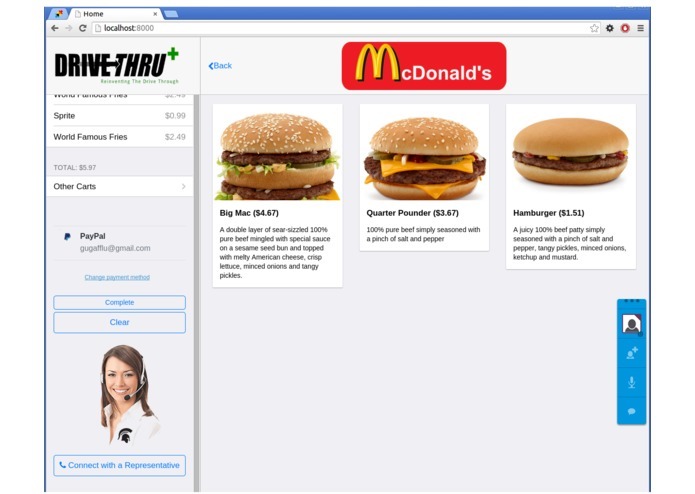 Home
localhost:8000
DRIVE-THRU+
Reinventing The Drive Through
Back
McDonald's
World Famous Fries $2.49
Sprite $0.99
World Famous Fries $2.49
TOTAL: $5.97
Other Carts
PayPal
gugafflu@gmail.com
Change payment method
Complete
Clear
Connect with a Representative
Big Mac ($4.67)
A double layer of sear-sizzled 100%
pure beef mingled with special sauce
on a sesame seed bun and topped
with melty American cheese, crisp
lettuce, minced onions and tangy
pickles.
Quarter Pounder ($3.67)
100% pure beef simply seasoned with
a pinch of salt and pepper
Hamburger ($1.51)
A juicy 100% beef patty simply
seasoned with a pinch of salt and
pepper, tangy pickles, minced onions,
ketchup and mustard.